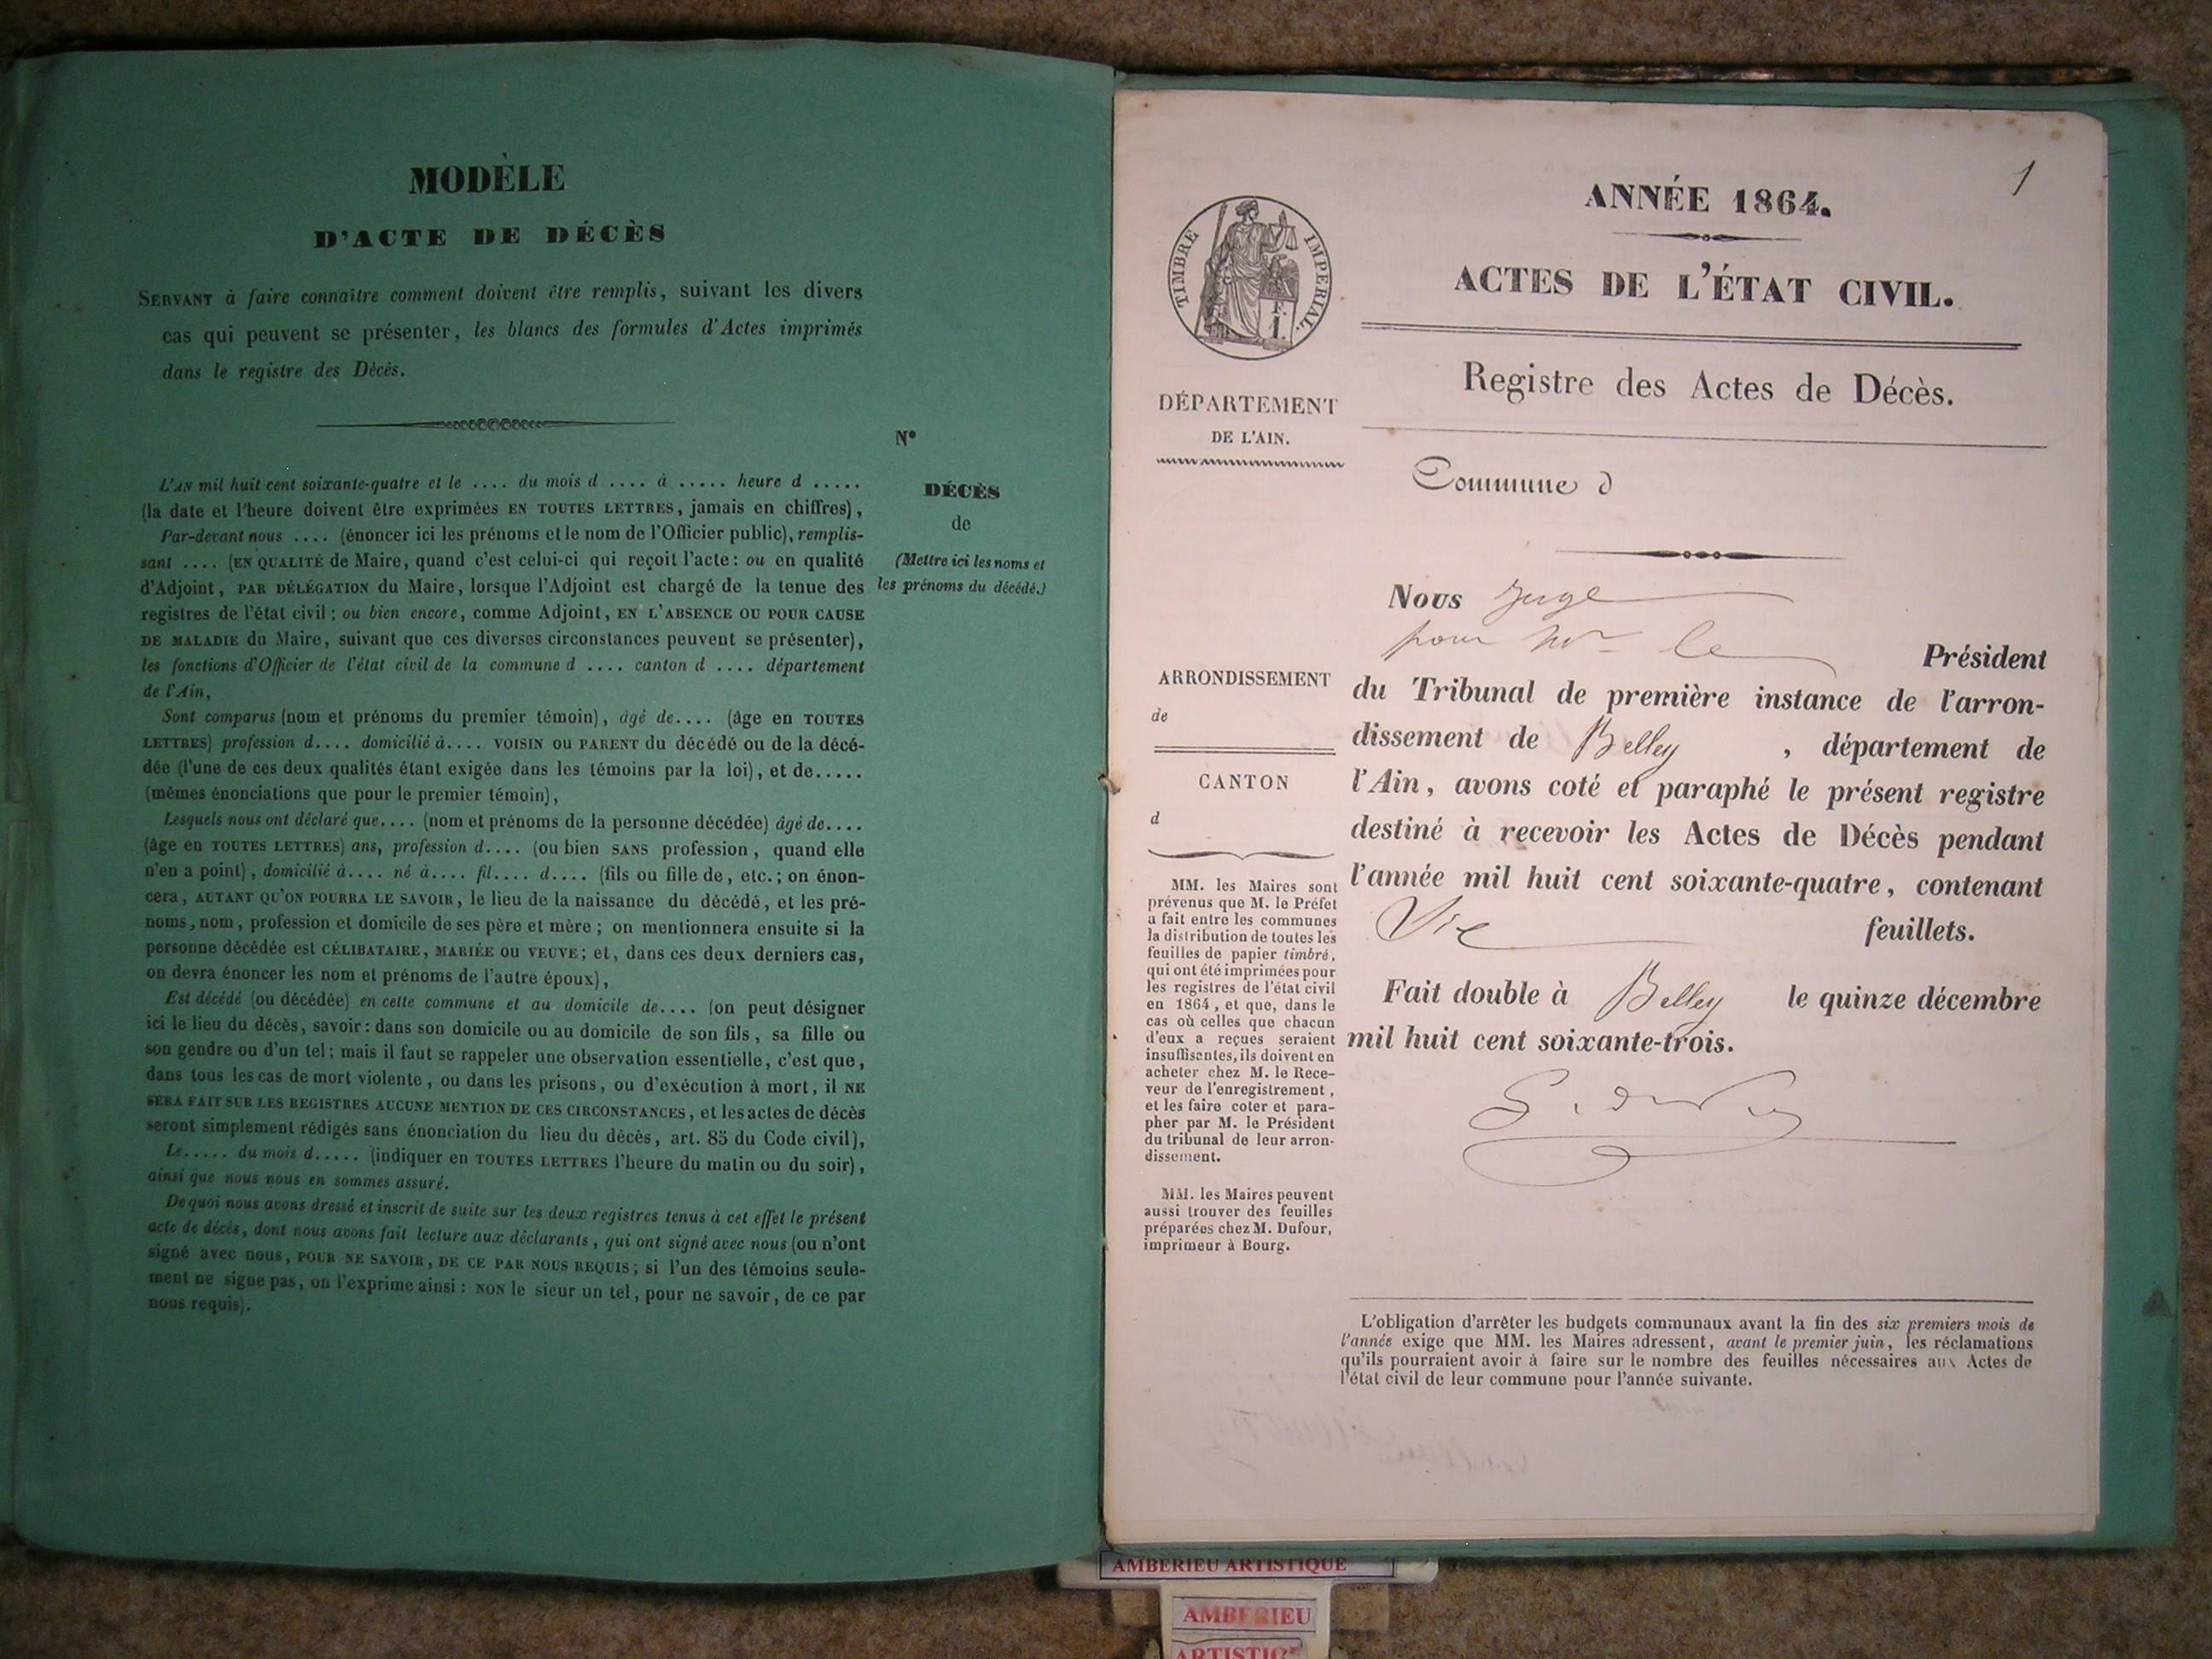 MODÈLE
D'ACTE DE DÉCÈS
SERVANT à faire connaître comment doivent être remplis, suivant les divers
cas qui peuvent se présenter, les blancs des formules d'Actes imprimés
dans le registre des Décès.
L'AN mil huit cent soixante-quatre et le .... du mois d .... à ..... heure d .....
(la date et l'heure doivent être exprimées EN TOUTES LETTRES, jamais en chiffres),
Par-devant nous .... (énoncer ici les prénoms et le nom de l'Officier public), remplis-
sant .... (EN QUALITÉ de Maire, quand c'est celui-ci qui reçoit l'acte: ou en qualité
d'Adjoint, PAR DÉLÉGATION du Maire, lorsque l'Adjoint est chargé de la tenue des
registres de l'état civil; ou bien encore, comme Adjoint, EN L'ABSENCE OU POUR CAUSE
DE MALADIE du Maire, suivant que ces diverses circonstances peuvent se présenter),
les fonctions d'Officier de l'état civil de la commune d .... canton d .... département
de l'Ain,
Sont comparus (nom et prénoms du premier témoin), âgé de.... (âge en TOUTES
LETTRES) profession d.... domicilié à.... VOISIN OU PARENT du décédé ou de la décé-
dée (l'une de ces deux qualités étant exigée dans les témoins par la loi), et de.....
(mêmes énonciations que pour le premier témoin),
Lesquels nous ont déclaré que.... (nom et prénoms de la personne décédée) âgé de....
(âge en TOUTES LETTRES) ans, profession d.... (ou bien SANS profession, quand elle
n'en a point), domicilié à.... né à.... fil.... d.... (fils ou fille de, etc.; on énon-
cera, AUTANT QU'ON POURRA LE SAVOIR, le lieu de la naissance du décédé, et les pré-
noms, nom, profession et domicile de ses père et mère; on mentionnera ensuite si la
personne décédée est CÉLIBATAIRE, MARIÉE OU VEUVE; et, dans ces deux derniers cas,
on devra énoncer les nom et prénoms de l'autre époux),
Est décédé (ou décédée) en cette commune et au domicile de.... (on peut désigner
ici le lieu du décès, savoir: dans son domicile ou au domicile de son fils, sa fille ou
son gendre ou d'un tel; mais il faut se rappeler une observation essentielle, c'est que,
dans tous les cas de mort violente, ou dans les prisons, ou d'exécution à mort, il NE
SERA FAIT SUR LES REGISTRES AUCUNE MENTION DE CES CIRCONSTANCES, et les actes de décès
seront simplement rédigés sans énonciation du lieu du décès, art. 85 du Code civil),
Le..... du mois d..... (indiquer en TOUTES LETTRES l'heure du matin ou du soir),
ainsi que nous nous en sommes assuré.
De quoi nous avons dressé et inscrit de suite sur les deux registres tenus à cet effet le présent
acte de décès, dont nous avons fait lecture aux déclarants, qui ont signé avec nous (ou n'ont
signé avec nous, POUR NE SAVOIR, DE CE PAR NOUS REQUIS; si l'un des témoins seule-
ment ne signe pas, on l'exprime ainsi: NON le sieur un tel, pour ne savoir, de ce par
nous requis).
N°
DÉCÈS
de
(Mettre ici les noms et
les prénoms du décédé.)
1
TIMBRE IMPERIAL.
F.
1.
DÉPARTEMENT
DE L'AIN.
ARRONDISSEMENT
de
CANTON
d
MM. les Maires sont
prévenus que M. le Préfet
a fait entre les communes
la distribution de toutes les
feuilles de papier timbré,
qui ont été imprimées pour
les registres de l'état civil
en 1864, et que, dans le
cas où celles que chacun
d'eux a reçues seraient
insuffisantes, ils doivent en
acheter chez M. le Rece-
veur de l'enregistrement,
et les faire coter et para-
pher par M. le Président
du tribunal de leur arron-
dissement.
MM. les Maires peuvent
aussi trouver des feuilles
préparées chez M. Dufour,
imprimeur à Bourg.
ANNÉE 1864.
ACTES DE L'ÉTAT CIVIL.
Registre des Actes de Décès.
Commune d
Nous Juge
pour Mr le Président
du Tribunal de première instance de l'arron-
dissement de Belley , département de
l'Ain, avons coté et paraphé le présent registre
destiné à recevoir les Actes de Décès pendant
l'année mil huit cent soixante-quatre, contenant
feuillets.
Fait double à Belley le quinze décembre
mil huit cent soixante-trois.
L'obligation d'arrêter les budgets communaux avant la fin des six premiers mois de
l'année exige que MM. les Maires adressent, avant le premier juin, les réclamations
qu'ils pourraient avoir à faire sur le nombre des feuilles nécessaires aux Actes de
l'état civil de leur commune pour l'année suivante.
AMBERIEU ARTISTIQUE
AMBERIEU
ARTISTIQ